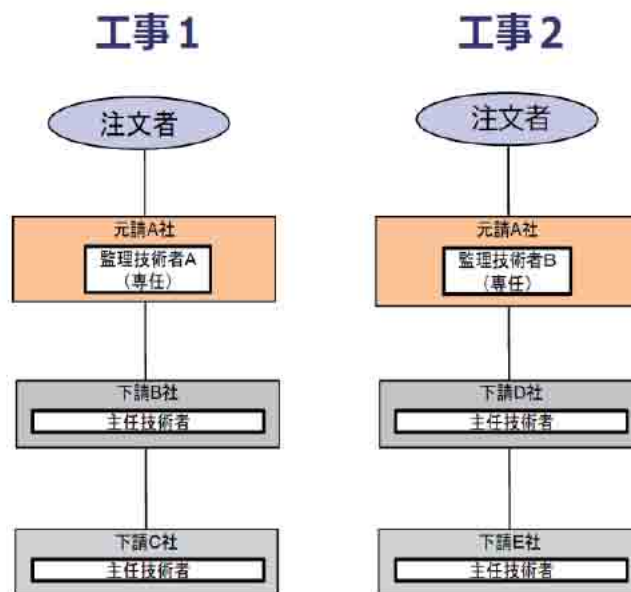 工事1
注文者
元請A社
監理技術者A
(専任)
下請B社
主任技術者
下請C社
主任技術者
工事2
注文者
元請A社
監理技術者B
(専任)
下請D社
主任技術者
下請E社
主任技術者